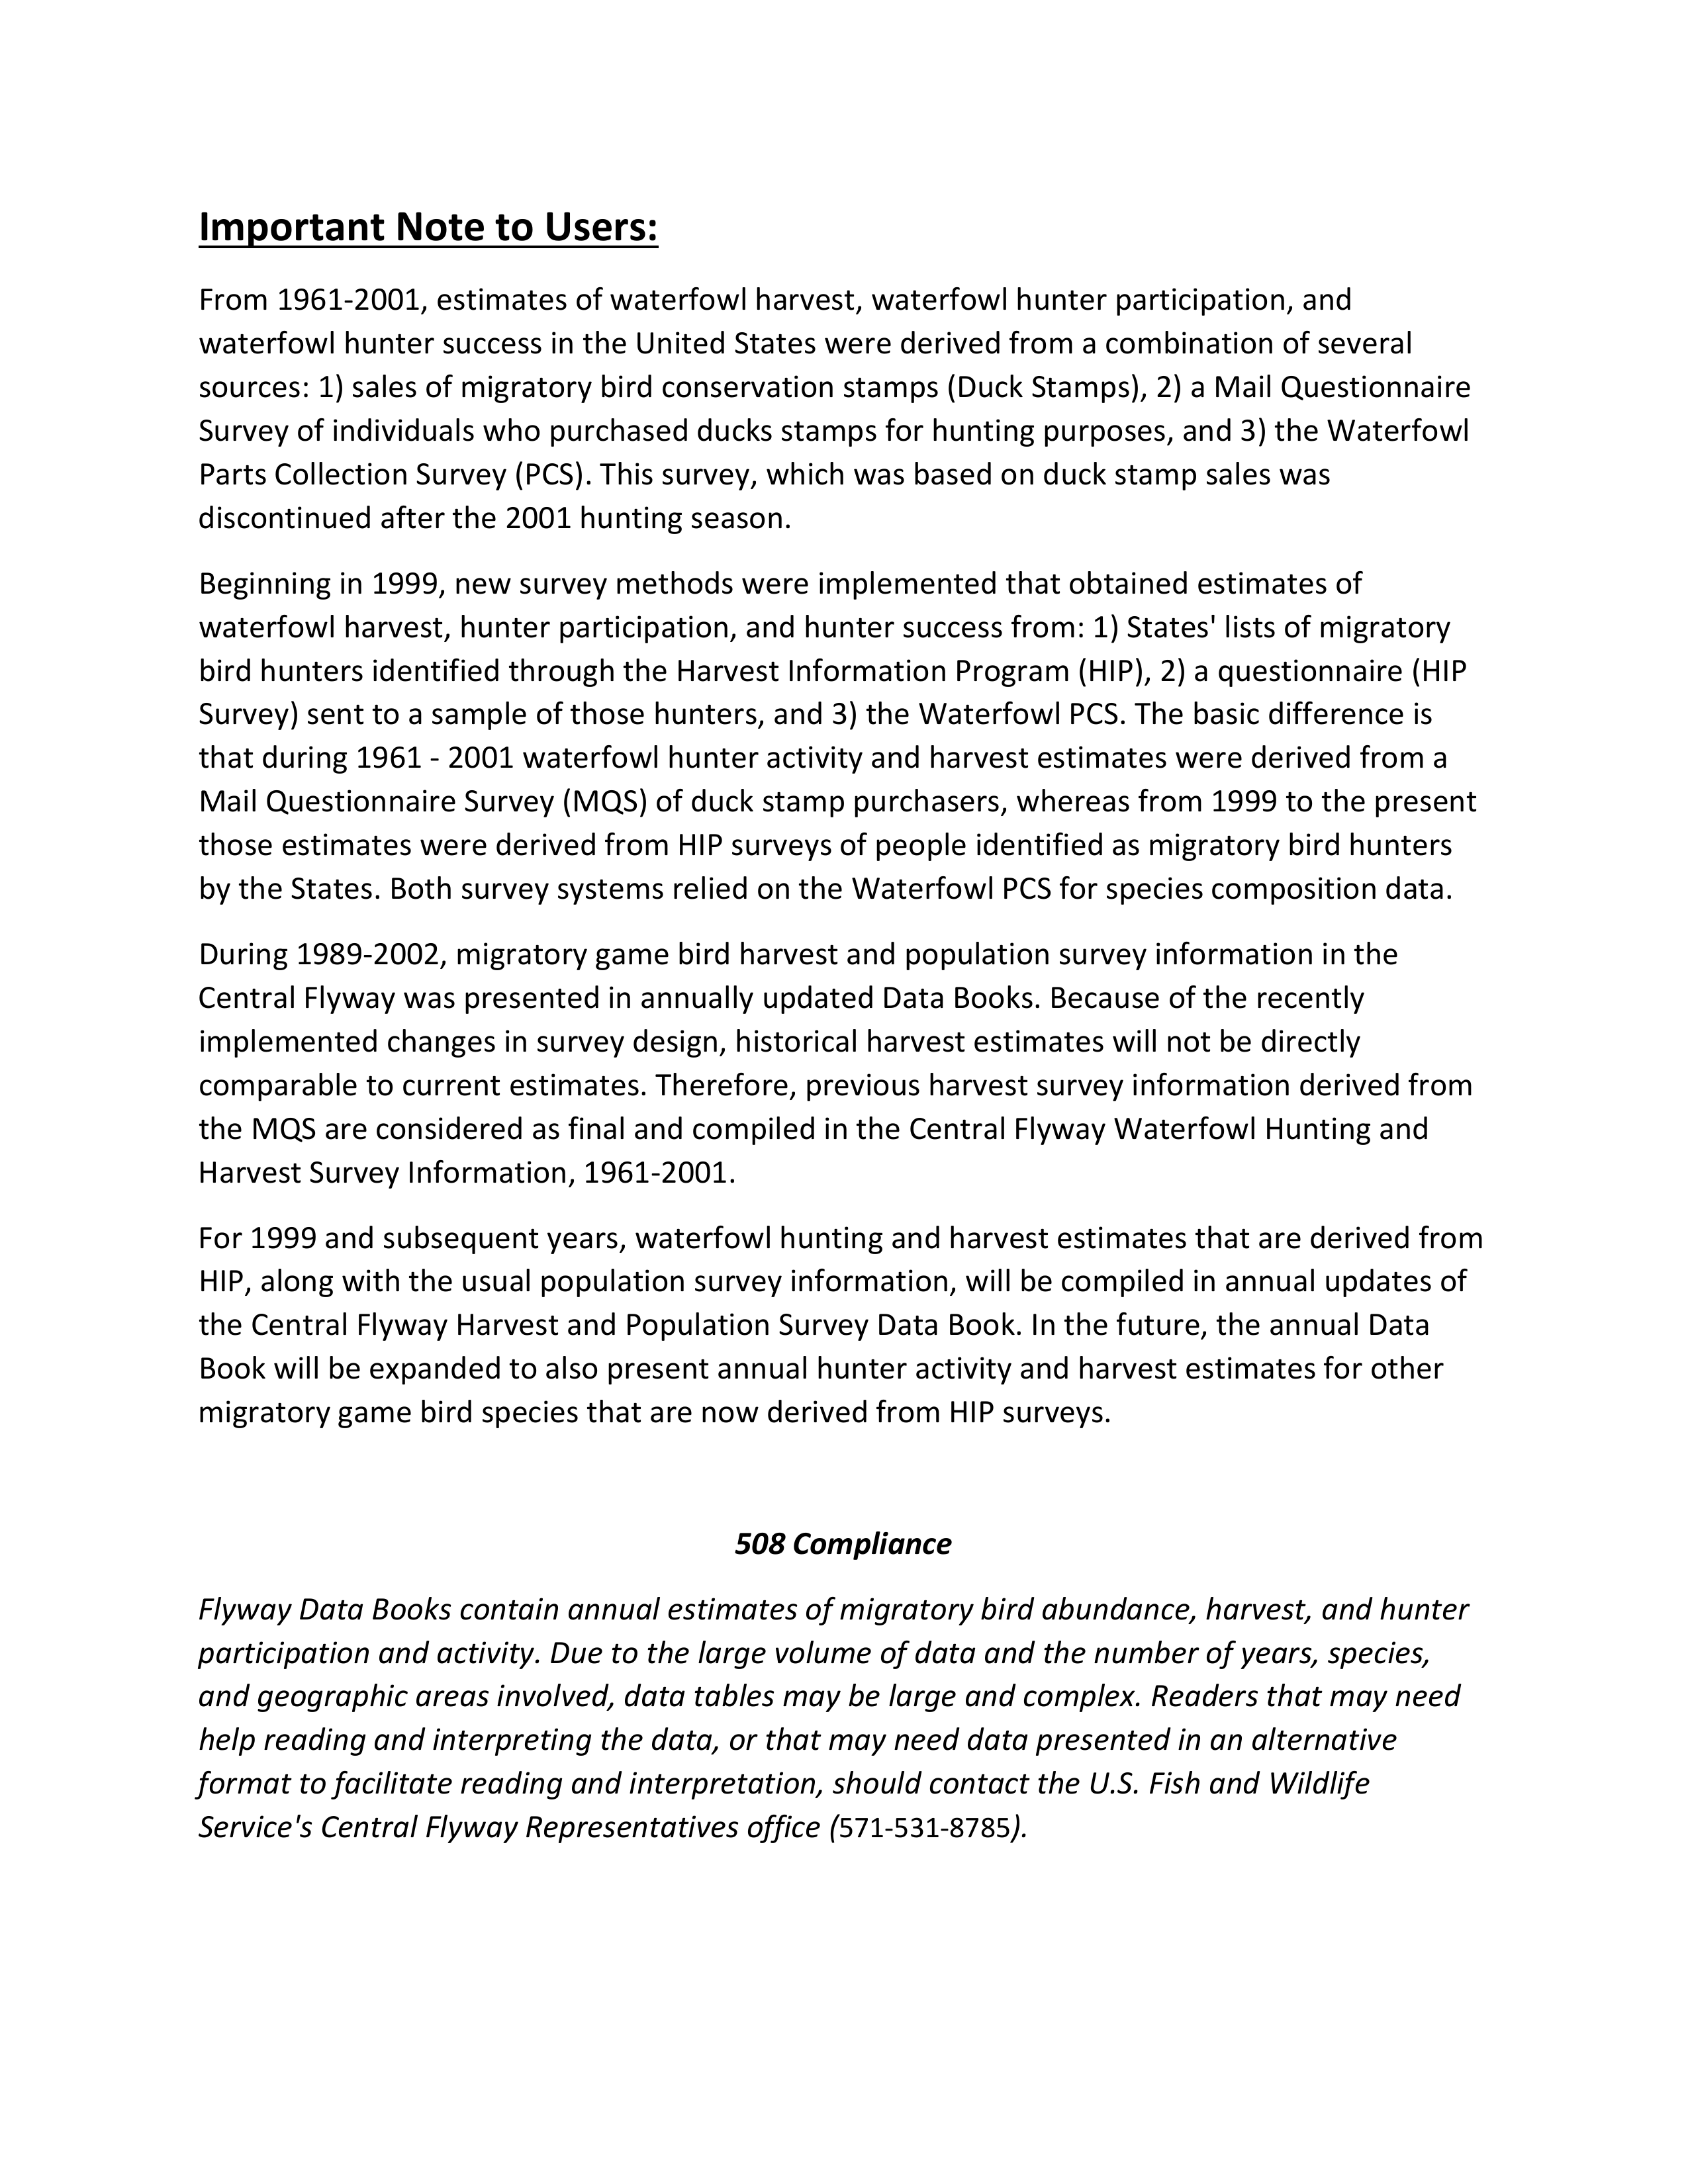 Important Note to Users:
From 1961-2001, estimates of waterfowl harvest, waterfowl hunter participation, and
waterfowl hunter success in the United States were derived from a combination of several
sources: 1) sales of migratory bird conservation stamps (Duck Stamps), 2) a Mail Questionnaire
Survey of individuals who purchased ducks stamps for hunting purposes, and 3) the Waterfowl
Parts Collection Survey (PCS). This survey, which was based on duck stamp sales was
discontinued after the 2001 hunting season.
Beginning in 1999, new survey methods were implemented that obtained estimates of
waterfowl harvest, hunter participation, and hunter success from: 1) States' lists of migratory
bird hunters identified through the Harvest Information Program (HIP), 2) a questionnaire (HIP
Survey) sent to a sample of those hunters, and 3) the Waterfowl PCS. The basic difference is
that during 1961 - 2001 waterfowl hunter activity and harvest estimates were derived from a
Mail Questionnaire Survey (MQS) of duck stamp purchasers, whereas from 1999 to the present
those estimates were derived from HIP surveys of people identified as migratory bird hunters
by the States. Both survey systems relied on the Waterfowl PCS for species composition data.
During 1989-2002, migratory game bird harvest and population survey information in the
Central Flyway was presented in annually updated Data Books. Because of the recently
implemented changes in survey design, historical harvest estimates will not be directly
comparable to current estimates. Therefore, previous harvest survey information derived from
the MQS are considered as final and compiled in the Central Flyway Waterfowl Hunting and
Harvest Survey Information, 1961-2001.
For 1999 and subsequent years, waterfowl hunting and harvest estimates that are derived from
HIP, along with the usual population survey information, will be compiled in annual updates of
the Central Flyway Harvest and Population Survey Data Book. In the future, the annual Data
Book will be expanded to also present annual hunter activity and harvest estimates for other
migratory game bird species that are now derived from HIP surveys.
508 Compliance
Flyway Data Books contain annual estimates of migratory bird abundance, harvest, and hunter
participation and activity. Due to the large volume of data and the number of years, species,
and geographic areas involved, data tables may be large and complex. Readers that may need
help reading and interpreting the data, or that may need data presented in an alternative
format to facilitate reading and interpretation, should contact the U.S. Fish and Wildlife
Service's Central Flyway Representatives office (571-531-8785).